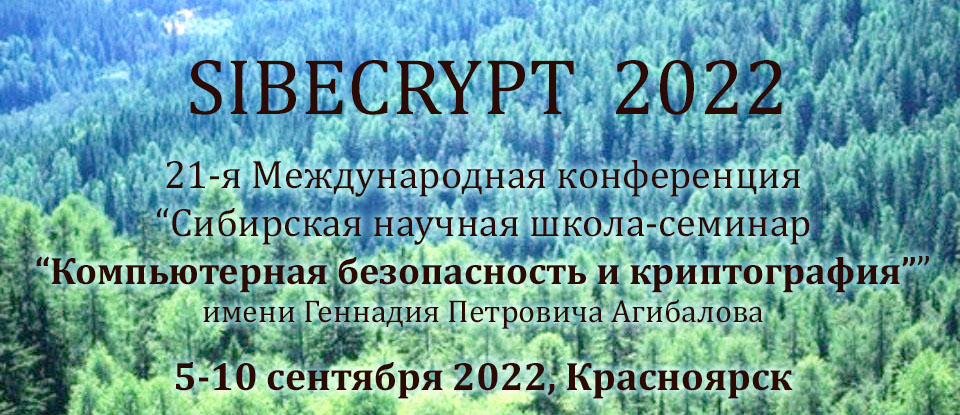 SIBECRYPT 2022
21-я Международная конференция
“Сибирская научная школа-семинар
“Компьютерная безопасность и криптография””
имени Геннадия Петровича Агибалова
5-10 сентября 2022, Красноярск